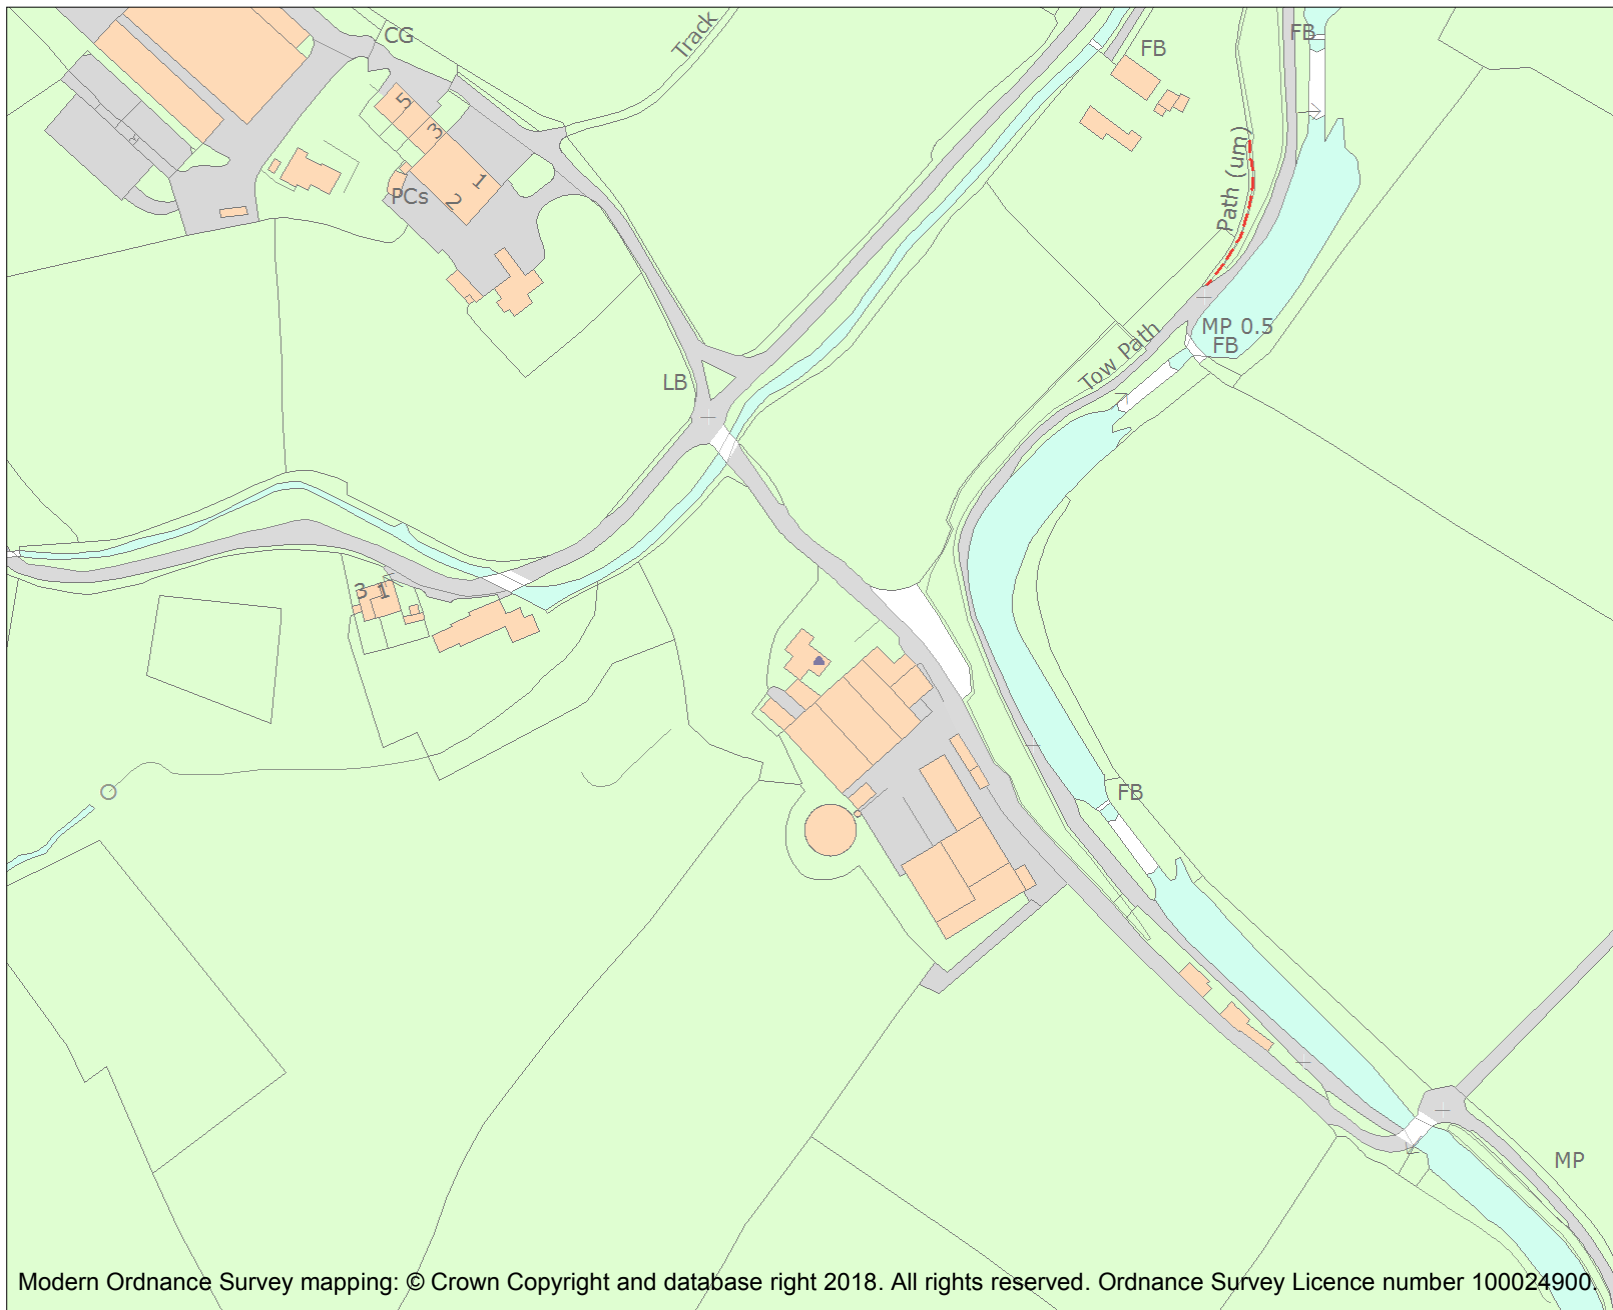 CG
Track
FB
FB
5
3
1
2
PCs
Path (um)
MP 0.5
FB
Tow Path
LB
3 1
FB
MP
Modern Ordnance Survey mapping: © Crown Copyright and database right 2018. All rights reserved. Ordnance Survey Licence number 100024900.